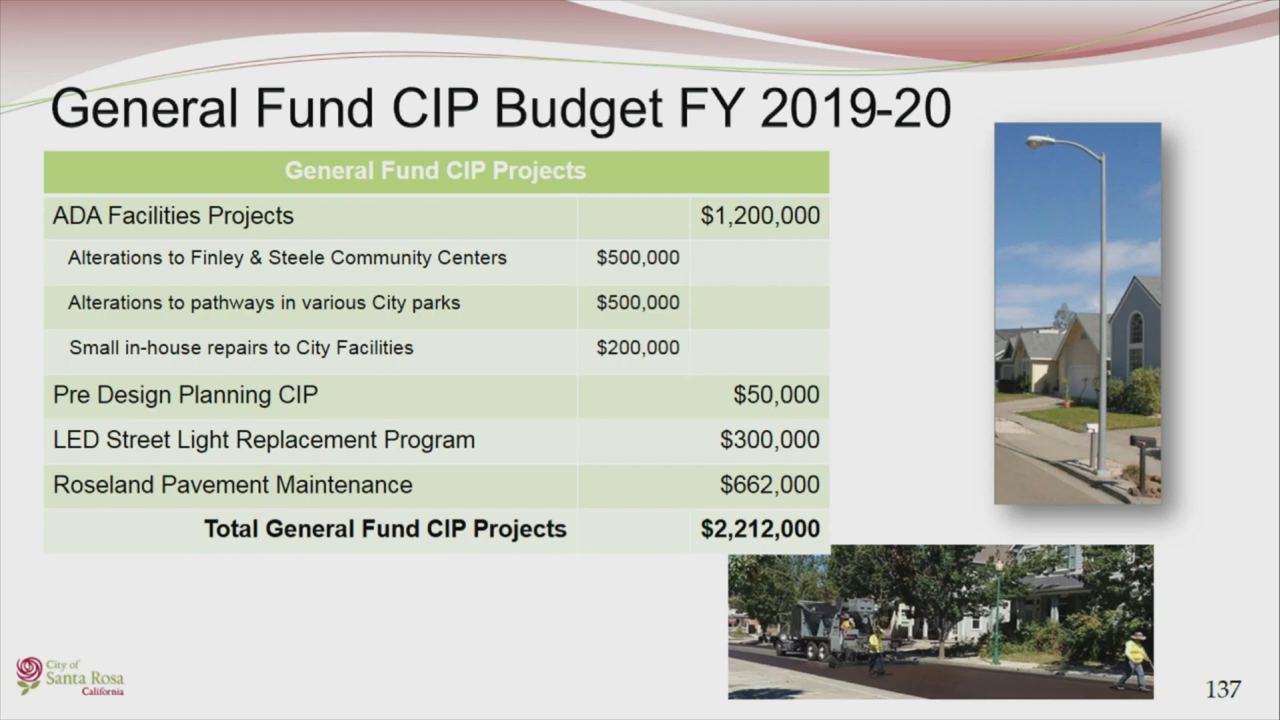 General Fund CIP Budget FY 2019-20
General Fund CIP Projects
ADA Facilities Projects $1,200,000
Alterations to Finley & Steele Community Centers $500,000
Alterations to pathways in various City parks $500,000
Small in-house repairs to City Facilities $200,000
Pre Design Planning CIP $50,000
LED Street Light Replacement Program $300,000
Roseland Pavement Maintenance $662,000
Total General Fund CIP Projects $2,212,000
City of
Santa Rosa
California
137